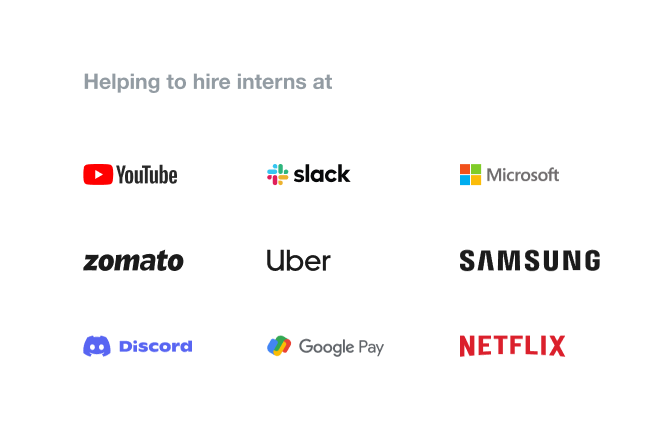 Helping to hire interns at
YouTube
slack
Microsoft
zomato
Uber
SAMSUNG
Discord
Google Pay
NETFLIX